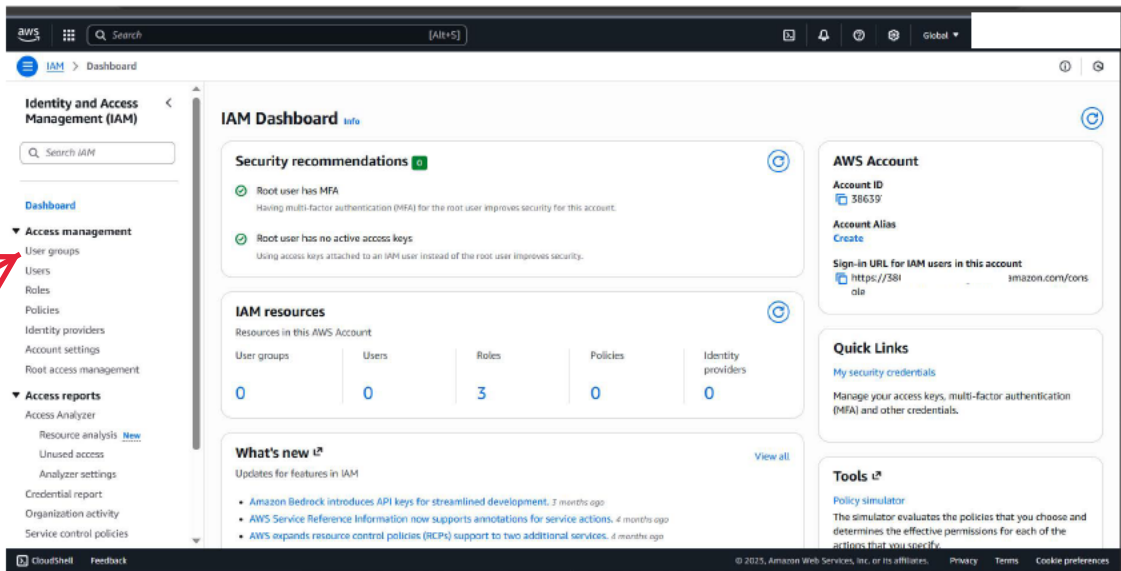 aws
Search
[Alt+S]
Global
IAM > Dashboard
Identity and Access
Management (IAM)
Search IAM
Dashboard
Access management
User groups
Users
Roles
Policies
Identity providers
Account settings
Root access management
Access reports
Access Analyzer
Resource analysis New
Unused access
Analyzer settings
Credential report
Organization activity
Service control policies
IAM Dashboard Info
Security recommendations 0
Root user has MFA
Having multi-factor authentication (MFA) for the root user improves security for this account.
Root user has no active access keys
Using access keys attached to an IAM user instead of the root user improves security.
IAM resources
Resources in this AWS Account
User groups
Users
Roles
Policies
Identity
providers
0
0
3
0
0
What's new
View all
Updates for features in IAM
• Amazon Bedrock introduces API keys for streamlined development. 3 months ago
• AWS Service Reference Information now supports annotations for service actions. 4 months ago
• AWS expands resource control policies (RCPs) support to two additional services. 4 months ago
AWS Account
Account ID
38639
Account Alias
Create
Sign-in URL for IAM users in this account
https://38 amazon.com/cons
ole
Quick Links
My security credentials
Manage your access keys, multi-factor authentication
(MFA) and other credentials.
Tools
Policy simulator
The simulator evaluates the policies that you choose and
determines the effective permissions for each of the
actions that you specify.
CloudShell Feedback
© 2025, Amazon Web Services, Inc. or its affiliates. Privacy Terms Cookie preferences